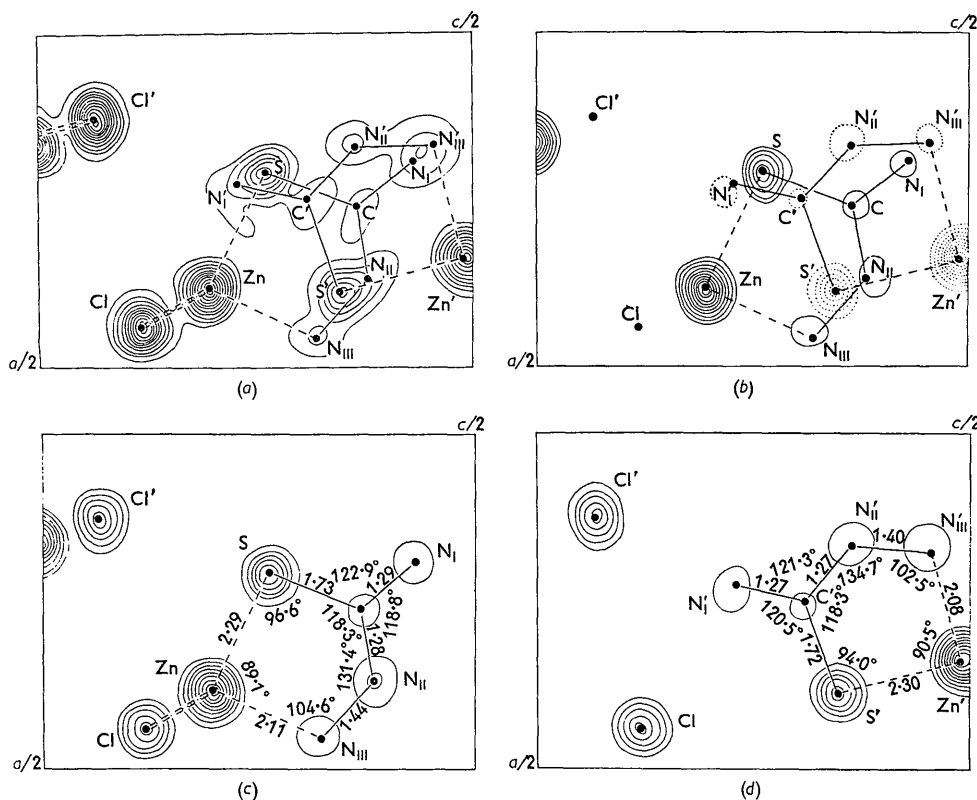 c/2
Cl'
N'II
N'III
S
NI
N'I
C'
C
Zn
NII
S'
Zn'
Cl
NIII
a/2
(a)
c/2
Cl'
N'II
N'III
S
NI
N'I
C'
C
Zn
S'
NII
Zn'
Cl
NIII
a/2
(b)
c/2
Cl'
S
NI
1·73
122·9°
1·29
96·6°
118·3°
118·8°
1·28
2·29
131·4°
Zn
89·7°
NII
104·6°
1·44
2·11
Cl
NIII
a/2
(c)
c/2
Cl'
N'II
N'III
1·40
121·3°
1·27
134·7°
102·5°
N'I
1·27
C'
118·3°
2·08
120·5°
1·72
94·0°
90·5°
2·30
Cl
S'
Zn'
a/2
(d)